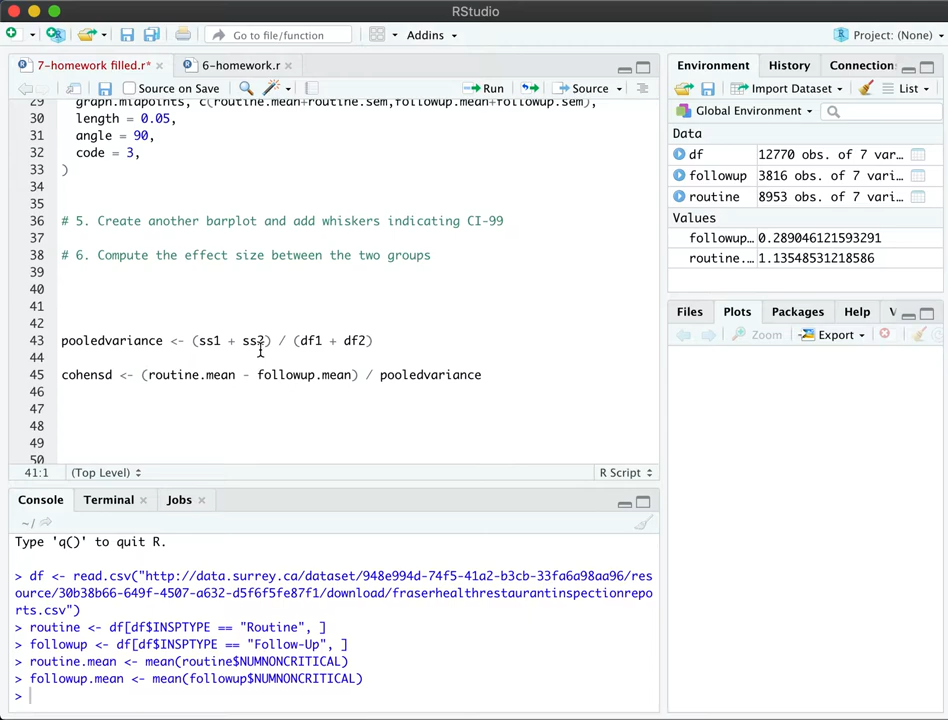 RStudio
Go to file/function
Addins
Project: (None)
7-homework filled.r*
6-homework.r
Source on Save
Run
Source
29 graph.midpoints, c(routine.mean+routine.sem,followup.mean+followup.sem),
30 length = 0.05,
31 angle = 90,
32 code = 3,
33 )
34
35
36 # 5. Create another barplot and add whiskers indicating CI-99
37
38 # 6. Compute the effect size between the two groups
39
40
41
42
43 pooledvariance <- (ss1 + ss2) / (df1 + df2)
44
45 cohensd <- (routine.mean - followup.mean) / pooledvariance
46
47
48
49
50
41:1 (Top Level) R Script
Console Terminal Jobs
~/
Type 'q()' to quit R.
> df <- read.csv("http://data.surrey.ca/dataset/948e994d-74f5-41a2-b3cb-33fa6a98aa96/res
ource/30b38b66-649f-4507-a632-d5f6f5fe87f1/download/fraserhealthrestaurantinspectionrepo
rts.csv")
> routine <- df[df$INSPTYPE == "Routine", ]
> followup <- df[df$INSPTYPE == "Follow-Up", ]
> routine.mean <- mean(routine$NUMNONCRITICAL)
> followup.mean <- mean(followup$NUMNONCRITICAL)
>
Environment History Connection
Import Dataset List
Global Environment
Data
df 12770 obs. of 7 var…
followup 3816 obs. of 7 vari…
routine 8953 obs. of 7 vari…
Values
followup… 0.289046121593291
routine.… 1.13548531218586
Files Plots Packages Help V
Zoom Export